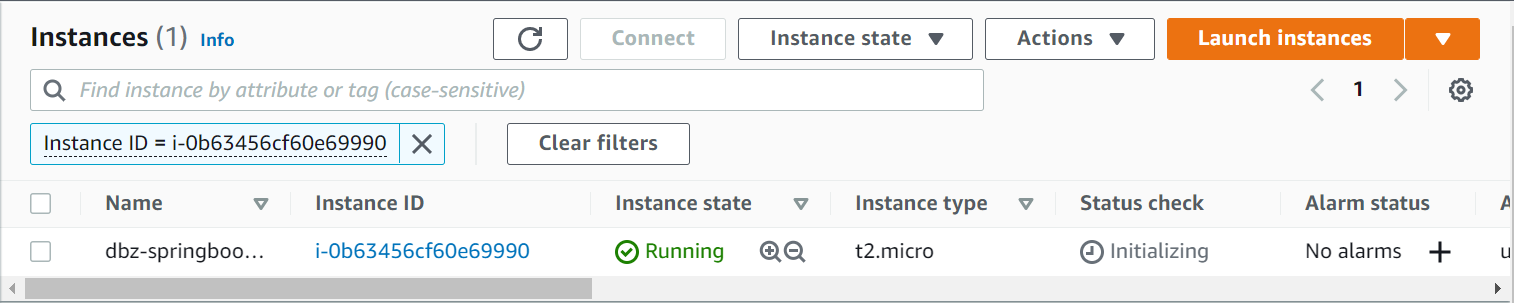 Instances (1) Info Connect Instance state Actions Launch instances
Find instance by attribute or tag (case-sensitive) 1
Instance ID = i-0b63456cf60e69990 Clear filters
Name Instance ID Instance state Instance type Status check Alarm status A
dbz-springboo… i-0b63456cf60e69990 Running t2.micro Initializing No alarms u